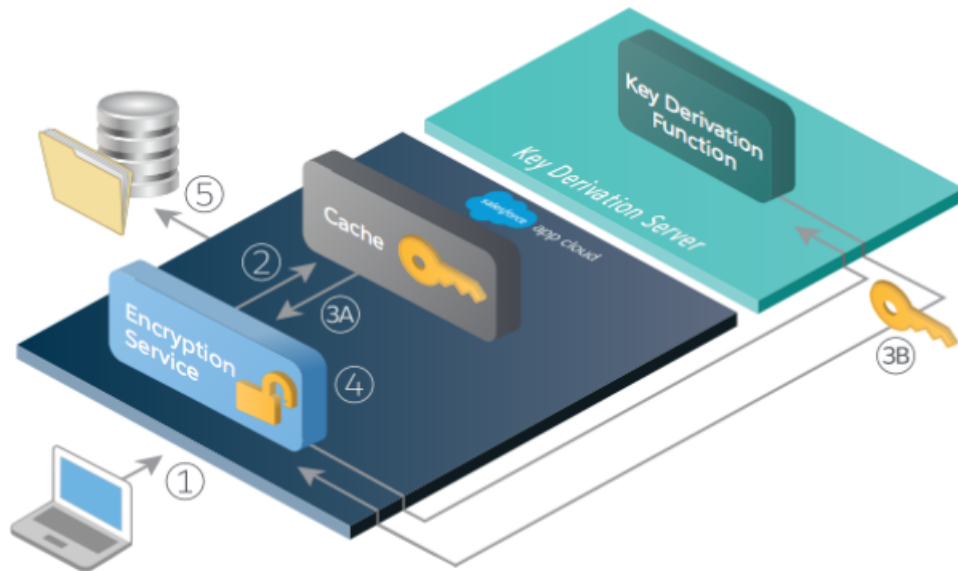 Key Derivation
Function
Key Derivation Server
salesforce
app cloud
Cache
5
2
3A
3B
Encryption
Service
4
1